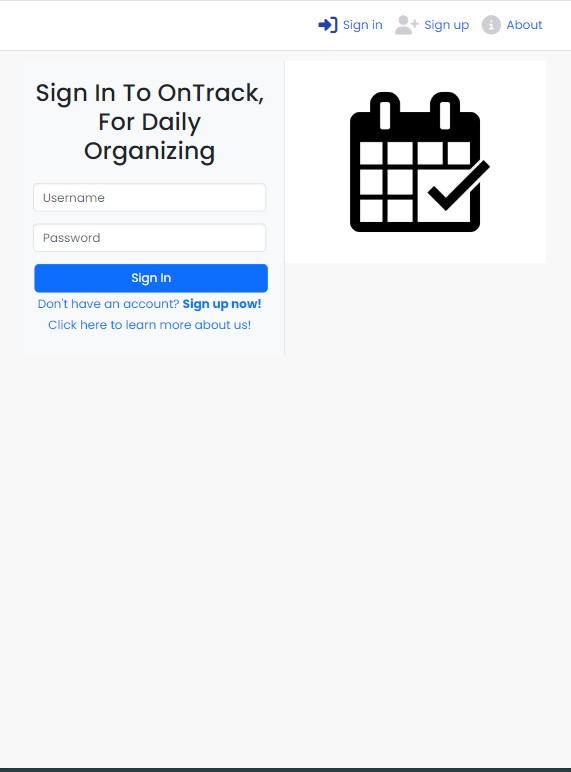 Sign in
Sign up
About
Sign In To OnTrack,
For Daily
Organizing
Username
Password
Sign In
Don't have an account? Sign up now!
Click here to learn more about us!